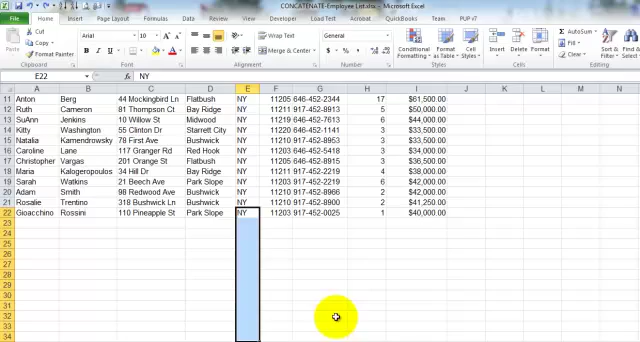 CONCATENATE-Employee List.xlsx - Microsoft Excel
File Home Insert Page Layout Formulas Data Review View Developer Load Test Acrobat QuickBooks Team PUP v7
Cut
Copy
Format Painter
Paste
Clipboard
Arial 10
B I U
Font
Wrap Text
Merge & Center
Alignment
General
$ % ,
Number
Conditional Formatting
Format as Table
Cell Styles
Styles
Insert Delete Format
Cells
AutoSum
Fill
Clear
Editing
Sort & Filter
E22 fx NY
A B C D E F G H I J K L M N
11 Anton Berg 44 Mockingbird Ln Flatbush NY 11205 646-452-2344 17 $61,500.00
12 Ruth Cameron 81 Thompson Ct Bay Ridge NY 11211 917-452-8913 5 $50,000.00
13 SuAnn Jenkins 10 Willow St Midwood NY 11219 646-452-7613 6 $44,000.00
14 Kitty Washington 55 Clinton Dr Starrett City NY 11220 646-452-1141 3 $33,500.00
15 Natalia Kamendrowsky 78 First Ave Bushwick NY 11210 917-452-8953 3 $33,500.00
16 Caroline Lane 117 Granger Rd Red Hook NY 11203 646-452-5418 3 $34,000.00
17 Christopher Vargas 201 Orange St Flatbush NY 11205 646-452-8915 3 $36,500.00
18 Maria Kalogeropoulos 34 Hill Dr Bay Ridge NY 11211 917-452-2219 4 $38,000.00
19 Sarah Watkins 21 Beech Ave Park Slope NY 11203 917-452-2219 6 $42,000.00
20 Adam Smith 98 Redwood Ave Bushwick NY 11210 917-452-8966 2 $42,000.00
21 Rosalie Trentino 318 Bushwick Ln Bushwick NY 11210 917-452-8900 2 $41,250.00
22 Gioacchino Rossini 110 Pineapple St Park Slope NY 11203 917-452-0025 1 $40,000.00
23
24
25
26
27
28
29
30
31
32
33
34